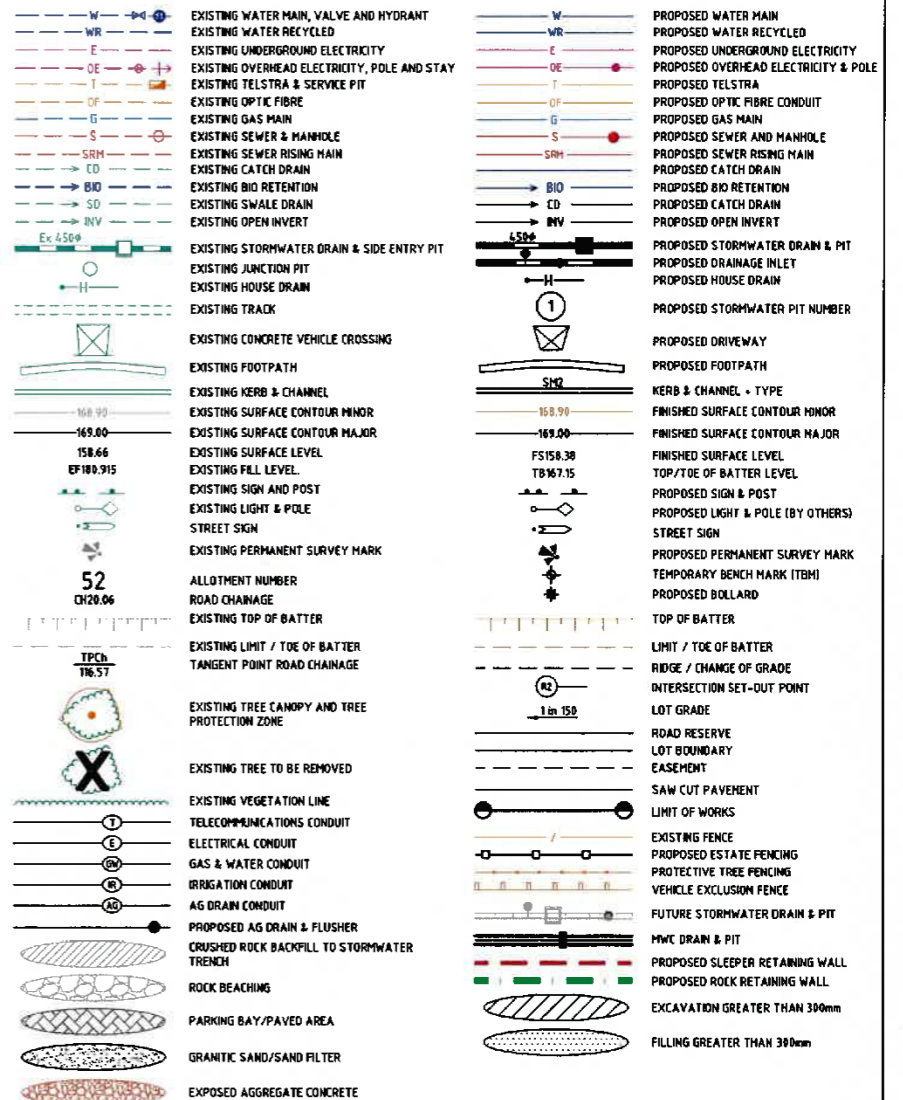 W EXISTING WATER MAIN, VALVE AND HYDRANT
WR EXISTING WATER RECYCLED
E EXISTING UNDERGROUND ELECTRICITY
OE EXISTING OVERHEAD ELECTRICITY, POLE AND STAY
T EXISTING TELSTRA & SERVICE PIT
OF EXISTING OPTIC FIBRE
G EXISTING GAS MAIN
S EXISTING SEWER & MANHOLE
SRM EXISTING SEWER RISING MAIN
CD EXISTING CATCH DRAIN
BIO EXISTING BIO RETENTION
SD EXISTING SWALE DRAIN
INV EXISTING OPEN INVERT
Ex 450ϕ EXISTING STORMWATER DRAIN & SIDE ENTRY PIT
EXISTING JUNCTION PIT
H EXISTING HOUSE DRAIN
EXISTING TRACK
EXISTING CONCRETE VEHICLE CROSSING
EXISTING FOOTPATH
EXISTING KERB & CHANNEL
168.90 EXISTING SURFACE CONTOUR MINOR
169.00 EXISTING SURFACE CONTOUR MAJOR
158.66 EXISTING SURFACE LEVEL
EF180.915 EXISTING FILL LEVEL.
EXISTING SIGN AND POST
EXISTING LIGHT & POLE
STREET SIGN
EXISTING PERMANENT SURVEY MARK
52 ALLOTMENT NUMBER
CH20.06 ROAD CHAINAGE
EXISTING TOP OF BATTER
EXISTING LIMIT / TOE OF BATTER
TPCh
116.57 TANGENT POINT ROAD CHAINAGE
EXISTING TREE CANOPY AND TREE
PROTECTION ZONE
X EXISTING TREE TO BE REMOVED
EXISTING VEGETATION LINE
T TELECOMMUNICATIONS CONDUIT
E ELECTRICAL CONDUIT
GW GAS & WATER CONDUIT
IR IRRIGATION CONDUIT
AG AG DRAIN CONDUIT
PROPOSED AG DRAIN & FLUSHER
CRUSHED ROCK BACKFILL TO STORMWATER
TRENCH
ROCK BEACHING
PARKING BAY/PAVED AREA
GRANITIC SAND/SAND FILTER
EXPOSED AGGREGATE CONCRETE
W PROPOSED WATER MAIN
WR PROPOSED WATER RECYCLED
E PROPOSED UNDERGROUND ELECTRICITY
OE PROPOSED OVERHEAD ELECTRICITY & POLE
T PROPOSED TELSTRA
OF PROPOSED OPTIC FIBRE CONDUIT
G PROPOSED GAS MAIN
S PROPOSED SEWER AND MANHOLE
SRM PROPOSED SEWER RISING MAIN
PROPOSED CATCH DRAIN
BIO PROPOSED BIO RETENTION
CD PROPOSED CATCH DRAIN
INV PROPOSED OPEN INVERT
450ϕ PROPOSED STORMWATER DRAIN & PIT
PROPOSED DRAINAGE INLET
H PROPOSED HOUSE DRAIN
1 PROPOSED STORMWATER PIT NUMBER
PROPOSED DRIVEWAY
PROPOSED FOOTPATH
SM2 KERB & CHANNEL + TYPE
168.90 FINISHED SURFACE CONTOUR MINOR
169.00 FINISHED SURFACE CONTOUR MAJOR
FS158.38 FINISHED SURFACE LEVEL
TB167.15 TOP/TOE OF BATTER LEVEL
PROPOSED SIGN & POST
PROPOSED LIGHT & POLE (BY OTHERS)
STREET SIGN
PROPOSED PERMANENT SURVEY MARK
TEMPORARY BENCH MARK (TBM)
PROPOSED BOLLARD
TOP OF BATTER
LIMIT / TOE OF BATTER
RIDGE / CHANGE OF GRADE
R2 INTERSECTION SET-OUT POINT
1 in 150 LOT GRADE
ROAD RESERVE
LOT BOUNDARY
EASEMENT
SAW CUT PAVEMENT
LIMIT OF WORKS
EXISTING FENCE
PROPOSED ESTATE FENCING
PROTECTIVE TREE FENCING
VEHICLE EXCLUSION FENCE
FUTURE STORMWATER DRAIN & PIT
MWC DRAIN & PIT
PROPOSED SLEEPER RETAINING WALL
PROPOSED ROCK RETAINING WALL
EXCAVATION GREATER THAN 300mm
FILLING GREATER THAN 300mm